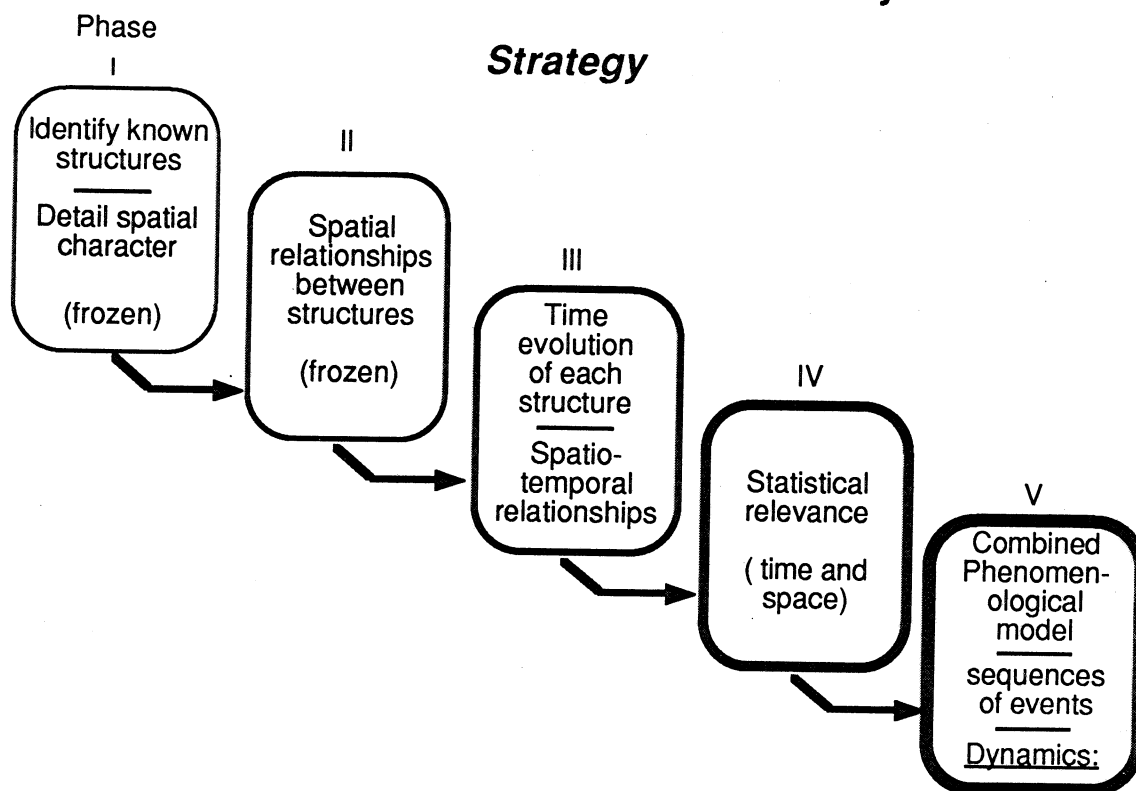 Strategy
Phase
I
Identify known
structures
Detail spatial
character
(frozen)
II
Spatial
relationships
between
structures
(frozen)
III
Time
evolution
of each
structure
Spatio-
temporal
relationships
IV
Statistical
relevance
( time and
space)
V
Combined
Phenomen-
ological
model
sequences
of events
Dynamics: